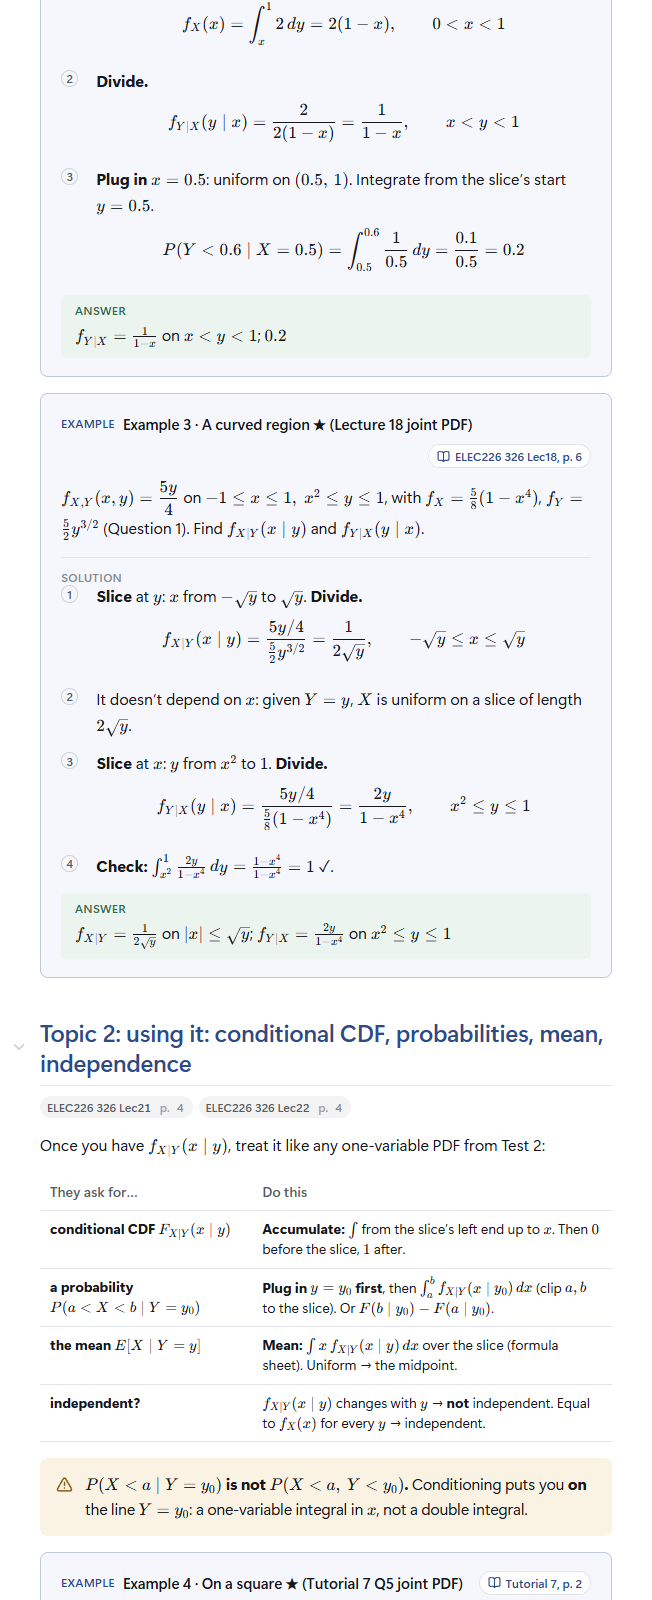 f_X(x) = ∫_x^1 2 dy = 2(1 − x),  0 < x < 1
2 Divide.
f_{Y|X}(y | x) = 2/(2(1 − x)) = 1/(1 − x),  x < y < 1
3 Plug in x = 0.5: uniform on (0.5, 1). Integrate from the slice's start
y = 0.5.
P(Y < 0.6 | X = 0.5) = ∫_{0.5}^{0.6} 1/0.5 dy = 0.1/0.5 = 0.2
ANSWER
f_{Y|X} = 1/(1−x) on x < y < 1; 0.2
EXAMPLE Example 3 · A curved region ★ (Lecture 18 joint PDF)
ELEC226 326 Lec18, p. 6
f_{X,Y}(x, y) = 5y/4 on −1 ≤ x ≤ 1, x² ≤ y ≤ 1, with f_X = 5/8(1 − x⁴), f_Y =
5/2 y^{3/2} (Question 1). Find f_{X|Y}(x | y) and f_{Y|X}(y | x).
SOLUTION
1 Slice at y: x from −√y to √y. Divide.
f_{X|Y}(x | y) = (5y/4)/(5/2 y^{3/2}) = 1/(2√y),  −√y ≤ x ≤ √y
2 It doesn't depend on x: given Y = y, X is uniform on a slice of length
2√y.
3 Slice at x: y from x² to 1. Divide.
f_{Y|X}(y | x) = (5y/4)/(5/8(1 − x⁴)) = 2y/(1 − x⁴),  x² ≤ y ≤ 1
4 Check: ∫_{x²}^1 2y/(1−x⁴) dy = (1−x⁴)/(1−x⁴) = 1 ✓.
ANSWER
f_{X|Y} = 1/(2√y) on |x| ≤ √y; f_{Y|X} = 2y/(1−x⁴) on x² ≤ y ≤ 1
Topic 2: using it: conditional CDF, probabilities, mean,
independence
ELEC226 326 Lec21 p. 4 ELEC226 326 Lec22 p. 4
Once you have f_{X|Y}(x | y), treat it like any one-variable PDF from Test 2:
They ask for... Do this
conditional CDF F_{X|Y}(x | y) Accumulate: ∫ from the slice's left end up to x. Then 0
before the slice, 1 after.
a probability Plug in y = y₀ first, then ∫_a^b f_{X|Y}(x | y₀) dx (clip a, b
P(a < X < b | Y = y₀) to the slice). Or F(b | y₀) − F(a | y₀).
the mean E[X | Y = y] Mean: ∫ x f_{X|Y}(x | y) dx over the slice (formula
sheet). Uniform → the midpoint.
independent? f_{X|Y}(x | y) changes with y → not independent. Equal
to f_X(x) for every y → independent.
P(X < a | Y = y₀) is not P(X < a, Y < y₀). Conditioning puts you on
the line Y = y₀: a one-variable integral in x, not a double integral.
EXAMPLE Example 4 · On a square ★ (Tutorial 7 Q5 joint PDF) Tutorial 7, p. 2